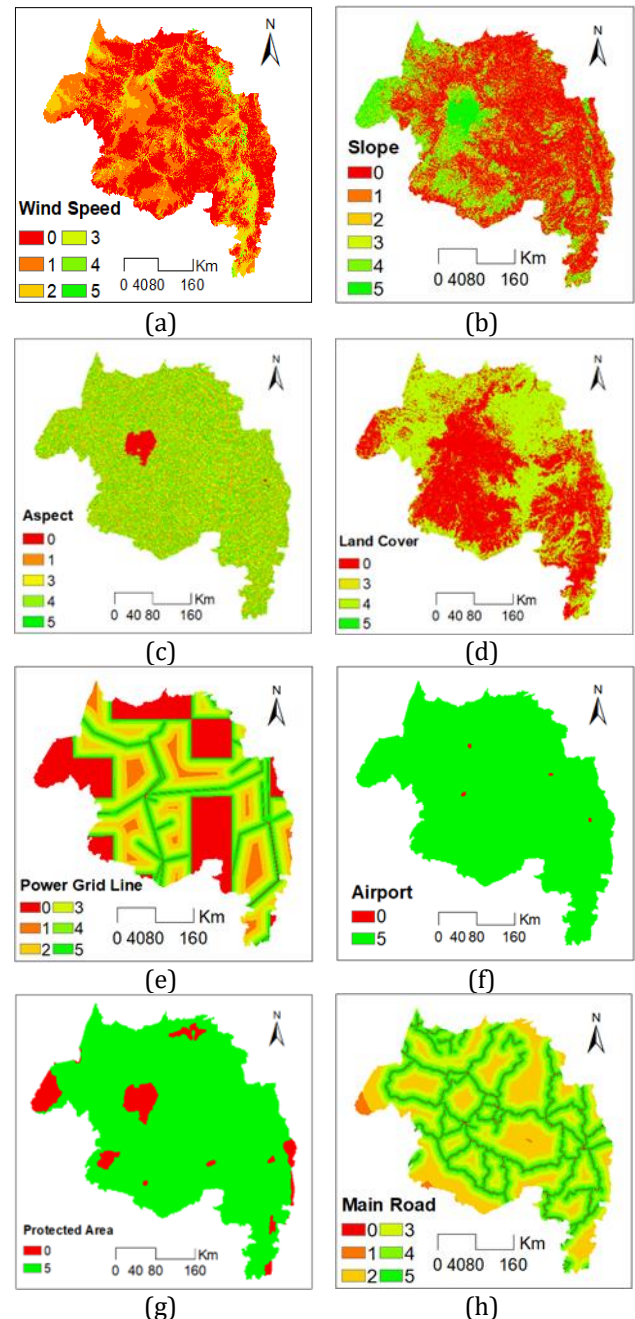 N
Wind Speed
0 3
1 4
2 5
Km
0 4080 160
(a)
N
Slope
0
1
2
3
4
5
Km
0 4080 160
(b)
N
Aspect
0
1
3
4
5
Km
0 40 80 160
(c)
N
Land Cover
0
3
4
5
Km
0 40 80 160
(d)
N
Power Grid Line
0 3
1 4
2 5
Km
0 4080 160
(e)
N
Airport
0
5
Km
0 4080 160
(f)
N
Protected Area
0
5
Km
0 40 80 160
(g)
N
Main Road
0 3
1 4
2 5
Km
0 4080 160
(h)